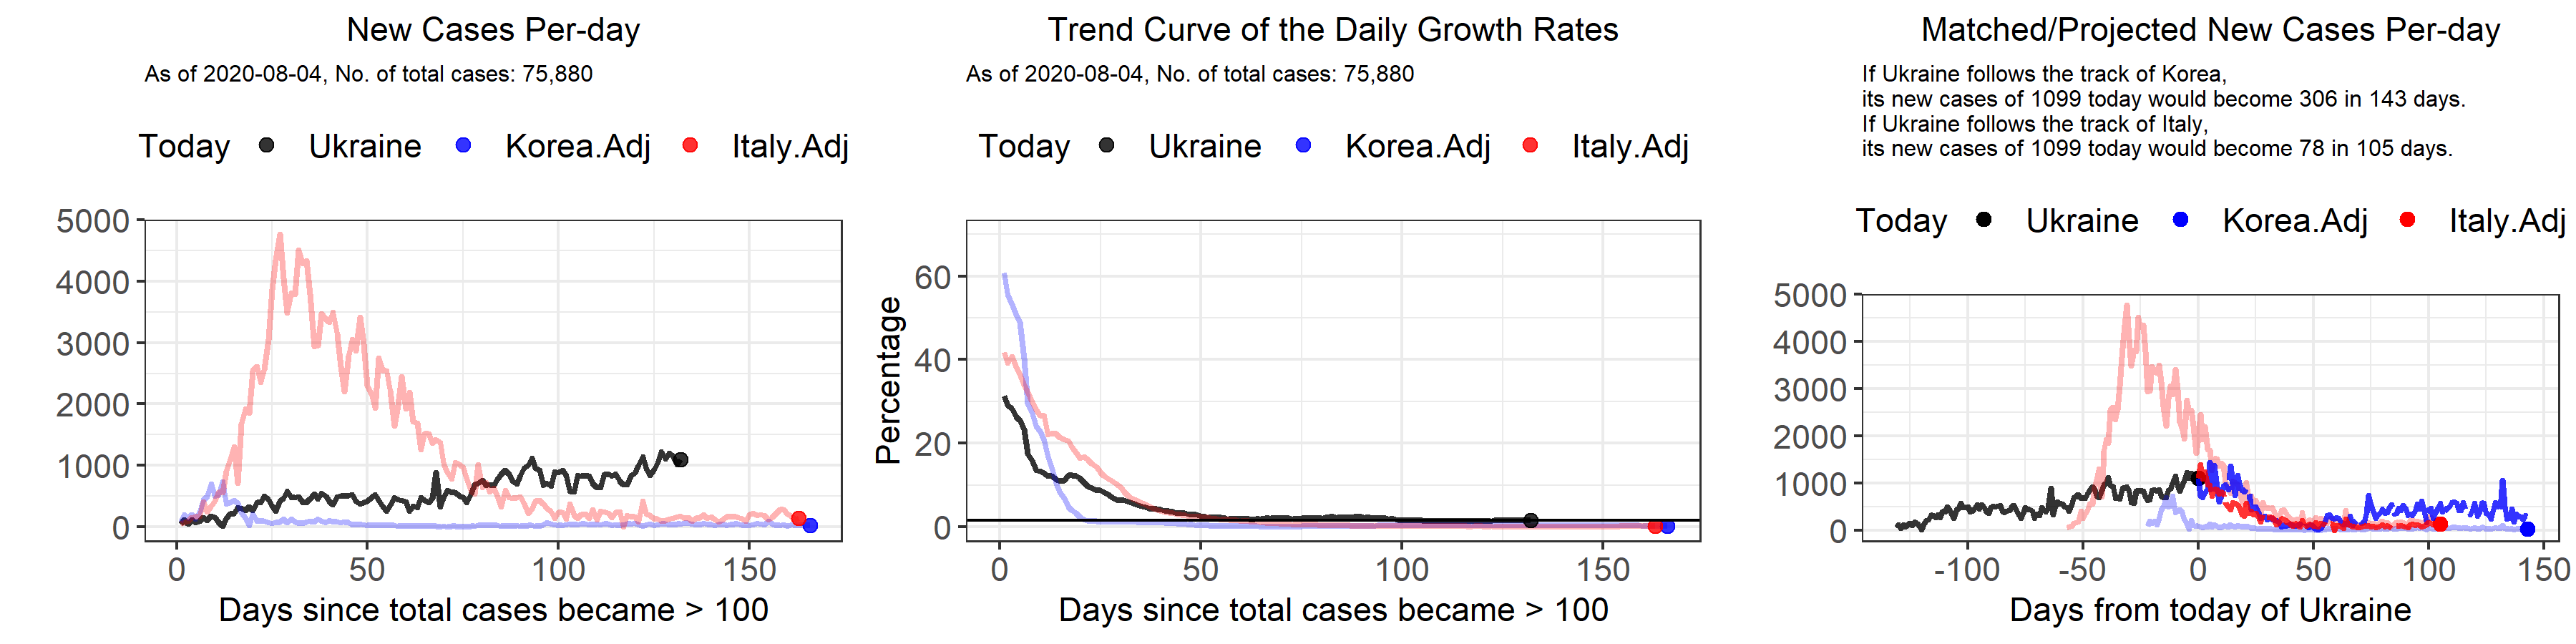 New Cases Per-day
As of 2020-08-04, No. of total cases: 75,880
Today Ukraine Korea.Adj Italy.Adj
5000
4000
3000
2000
1000
0
0 50 100 150
Days since total cases became > 100
Trend Curve of the Daily Growth Rates
As of 2020-08-04, No. of total cases: 75,880
Today Ukraine Korea.Adj Italy.Adj
Percentage
60
40
20
0
0 50 100 150
Days since total cases became > 100
Matched/Projected New Cases Per-day
If Ukraine follows the track of Korea,
its new cases of 1099 today would become 306 in 143 days.
If Ukraine follows the track of Italy,
its new cases of 1099 today would become 78 in 105 days.
Today Ukraine Korea.Adj Italy.Adj
5000
4000
3000
2000
1000
0
-100 -50 0 50 100 150
Days from today of Ukraine